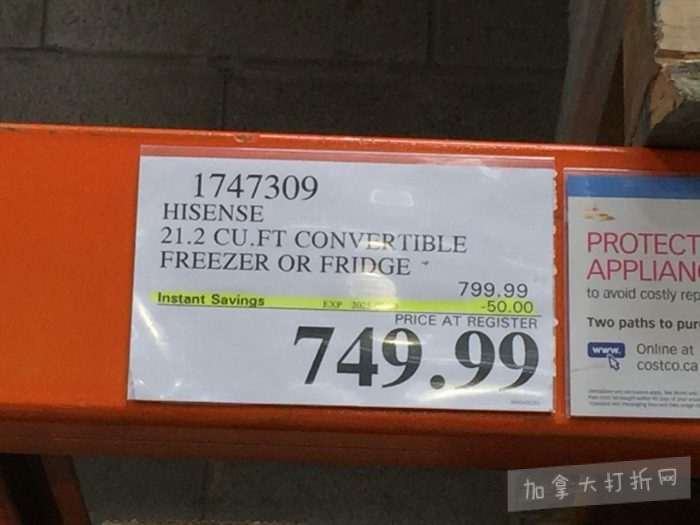 1747309
HISENSE
21.2 CU.FT CONVERTIBLE
FREEZER OR FRIDGE
799.99
Instant Savings EXP -50.00
PRICE AT REGISTER
749.99
PROTECT
APPLIAN
to avoid costly rep
Two paths to pur
www.
Online at
costco.ca
加拿大打折网